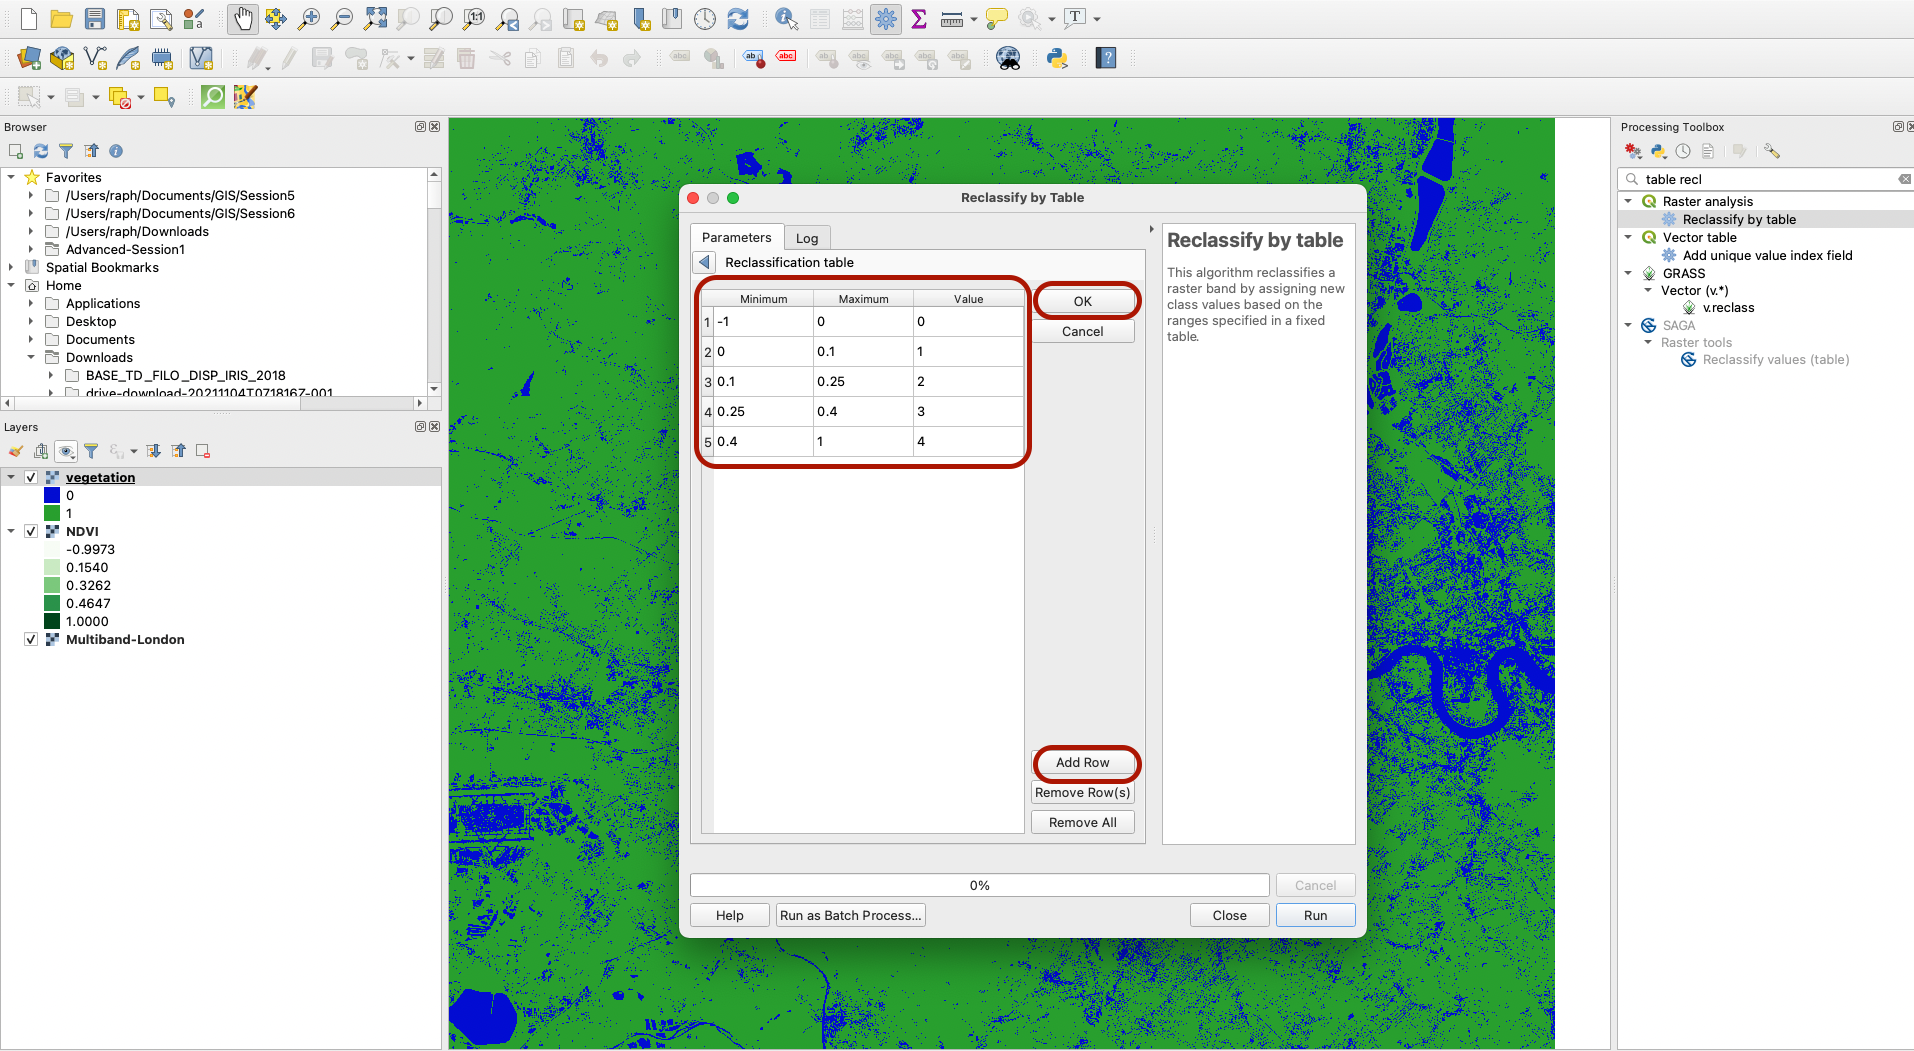 Browser
Favorites
/Users/raph/Documents/GIS/Session5
/Users/raph/Documents/GIS/Session6
/Users/raph/Downloads
Advanced-Session1
Spatial Bookmarks
Home
Applications
Desktop
Documents
Downloads
BASE_TD_FILO_DISP_IRIS_2018
drive-download-20211104T071816Z-001
Layers
vegetation
0
1
NDVI
-0.9973
0.1540
0.3262
0.4647
1.0000
Multiband-London
Reclassify by Table
Parameters
Log
Reclassification table
Minimum Maximum Value
1 -1 0 0
2 0 0.1 1
3 0.1 0.25 2
4 0.25 0.4 3
5 0.4 1 4
OK
Cancel
Add Row
Remove Row(s)
Remove All
Reclassify by table
This algorithm reclassifies a
raster band by assigning new
class values based on the
ranges specified in a fixed
table.
0%
Cancel
Help
Run as Batch Process...
Close
Run
Processing Toolbox
table recl
Raster analysis
Reclassify by table
Vector table
Add unique value index field
GRASS
Vector (v.*)
v.reclass
SAGA
Raster tools
Reclassify values (table)